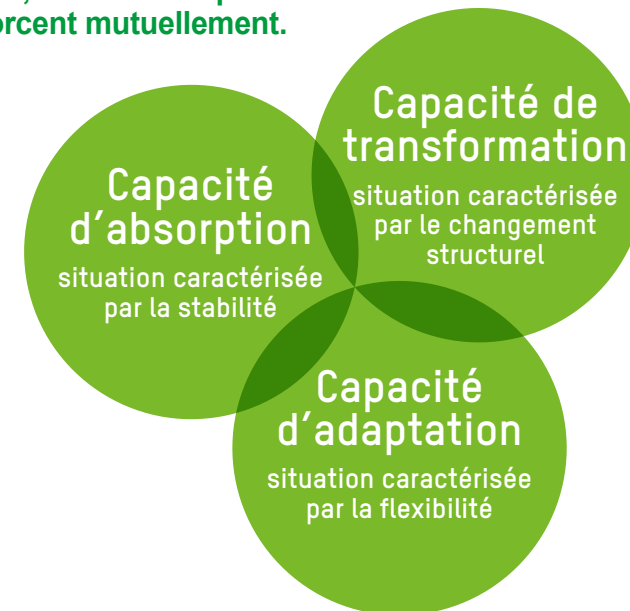 orcent mutuellement.
Capacité de
transformation
situation caractérisée
par le changement
structurel
Capacité
d’absorption
situation caractérisée
par la stabilité
Capacité
d’adaptation
situation caractérisée
par la flexibilité